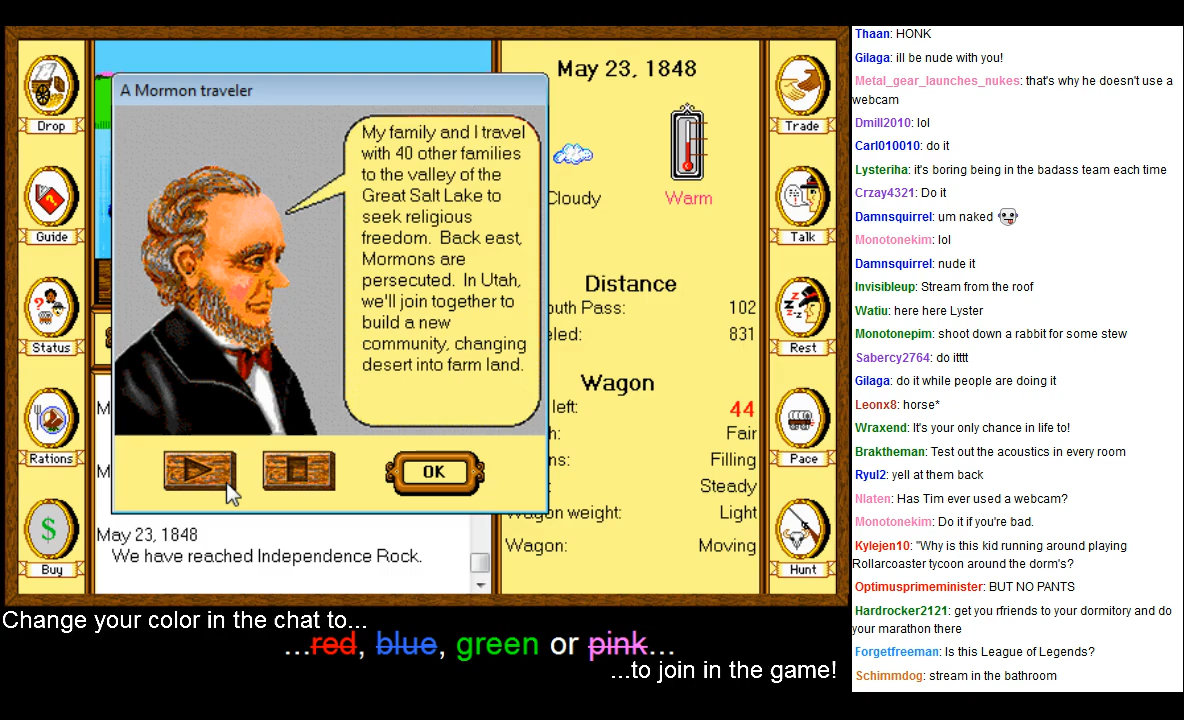 A Mormon traveler
My family and I travel
with 40 other families
to the valley of the
Great Salt Lake to
seek religious
freedom. Back east,
Mormons are
persecuted. In Utah,
we'll join together to
build a new
community, changing
desert into farm land.
OK
Drop
Guide
Status
Rations
Buy
May 23, 1848
Cloudy
Warm
Distance
outh Pass: 102
eled: 831
Wagon
left: 44
h: Fair
ns: Filling
: Steady
Wagon weight: Light
Wagon: Moving
Trade
Talk
Rest
Pace
Hunt
M
M
May 23, 1848
We have reached Independence Rock.
Change your color in the chat to...
...red, blue, green or pink...
...to join in the game!
Thaan: HONK
Gilaga: ill be nude with you!
Metal_gear_launches_nukes: that's why he doesn't use a
webcam
Dmill2010: lol
Carl010010: do it
Lysteriha: it's boring being in the badass team each time
Crzay4321: Do it
Damnsquirrel: um naked
Monotonekim: lol
Damnsquirrel: nude it
Invisibleup: Stream from the roof
Watiu: here here Lyster
Monotonepim: shoot down a rabbit for some stew
Sabercy2764: do itttt
Gilaga: do it while people are doing it
Leonx8: horse*
Wraxend: It's your only chance in life to!
Braktheman: Test out the acoustics in every room
Ryul2: yell at them back
Nlaten: Has Tim ever used a webcam?
Monotonekim: Do it if you're bad.
Kylejen10: "Why is this kid running around playing
Rollarcoaster tycoon around the dorm's?
Optimusprimeminister: BUT NO PANTS
Hardrocker2121: get you rfriends to your dormitory and do
your marathon there
Forgetfreeman: Is this League of Legends?
Schimmdog: stream in the bathroom